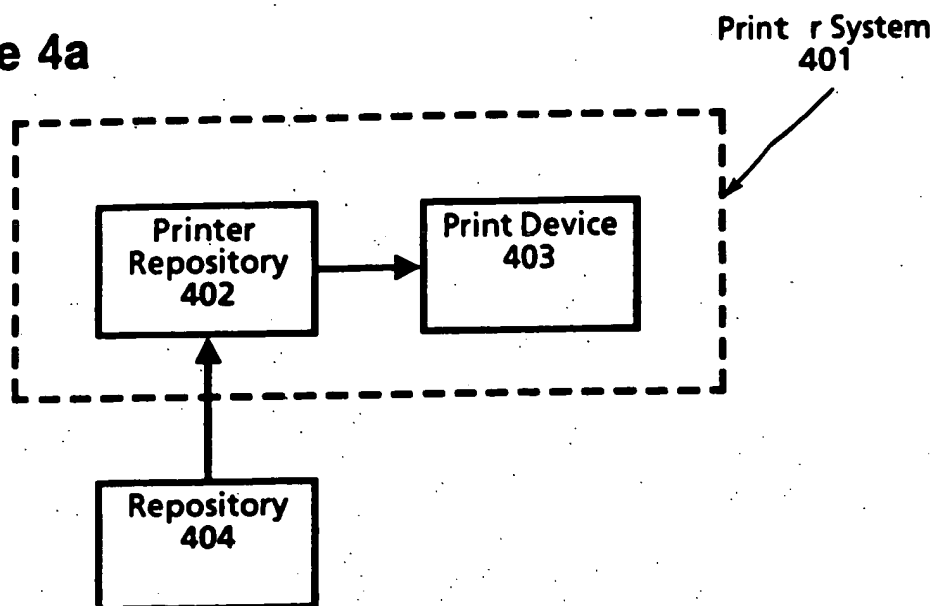 e 4a
Print r System
401
Printer
Repository
402
Print Device
403
Repository
404